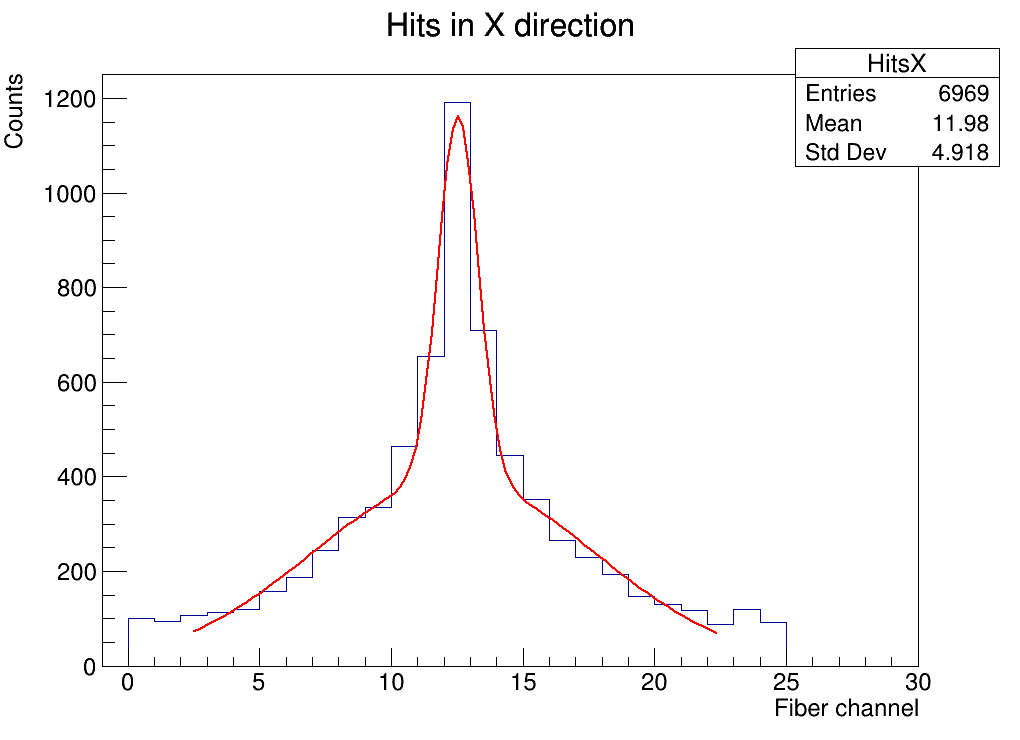 Hits in X direction
HitsX
Entries 6969
Mean 11.98
Std Dev 4.918
Counts
1200
1000
800
600
400
200
0
0 5 10 15 20 25 30
Fiber channel